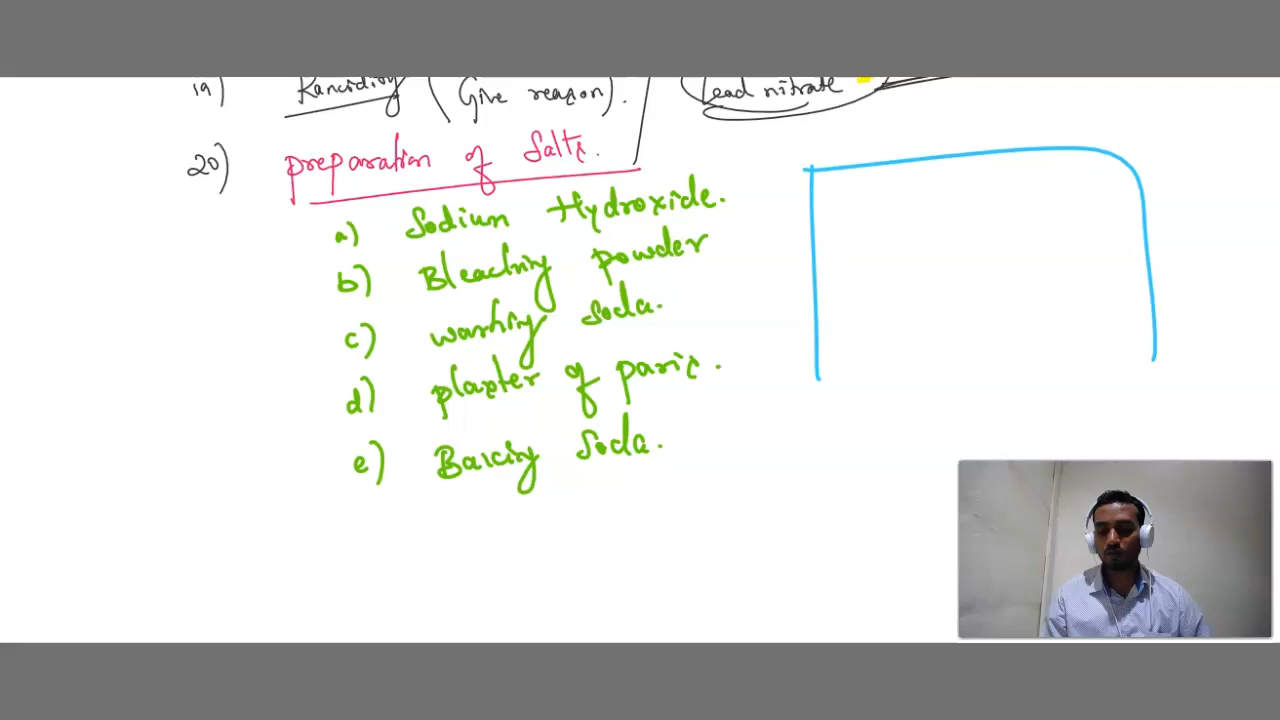 19) Rancidity (Give reason). Lead nitrate
20) preparation of Salts.
a) Sodium Hydroxide.
b) Bleaching powder
c) washing Soda.
d) plaster of paris.
e) Baking Soda.